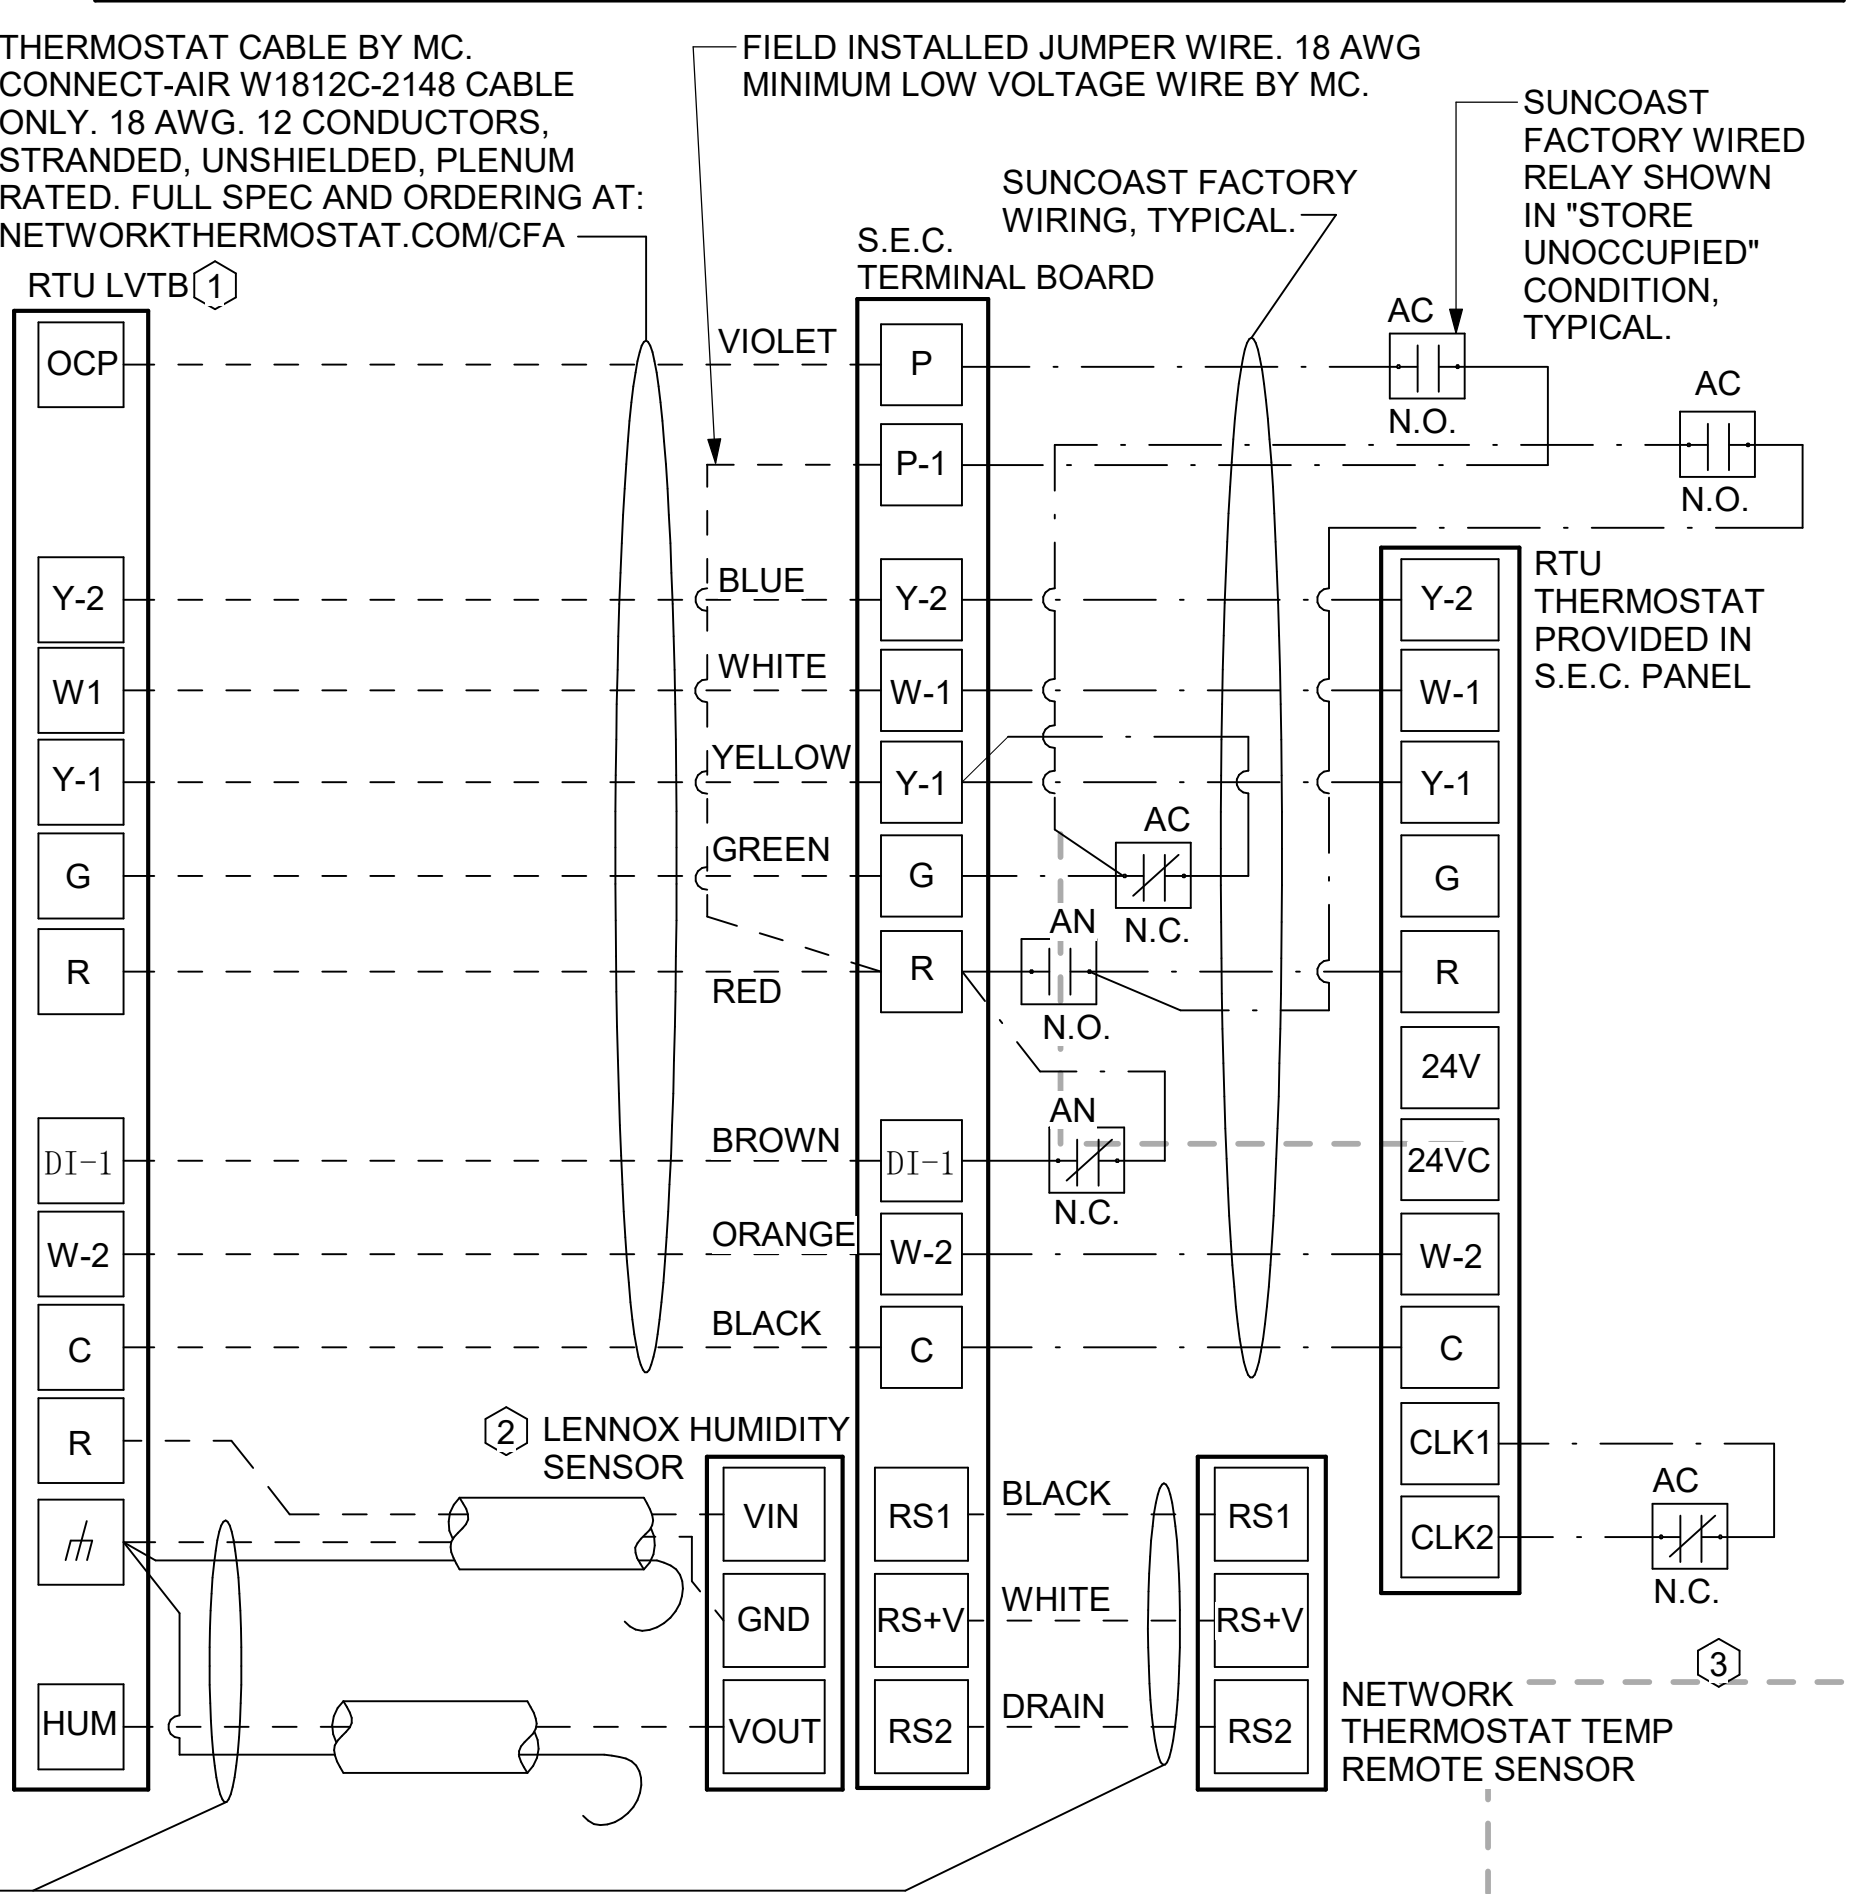 THERMOSTAT CABLE BY MC.
CONNECT-AIR W1812C-2148 CABLE
ONLY. 18 AWG. 12 CONDUCTORS,
STRANDED, UNSHIELDED, PLENUM
RATED. FULL SPEC AND ORDERING AT:
NETWORKTHERMOSTAT.COM/CFA
FIELD INSTALLED JUMPER WIRE. 18 AWG
MINIMUM LOW VOLTAGE WIRE BY MC.
SUNCOAST FACTORY
WIRING, TYPICAL.
SUNCOAST
FACTORY WIRED
RELAY SHOWN
IN "STORE
UNOCCUPIED"
CONDITION,
TYPICAL.
RTU LVTB 1
OCP
Y-2
W1
Y-1
G
R
DI-1
W-2
C
R
HUM
VIOLET
BLUE
WHITE
YELLOW
GREEN
RED
BROWN
ORANGE
BLACK
S.E.C.
TERMINAL BOARD
P
P-1
Y-2
W-1
Y-1
G
R
DI-1
W-2
C
RS1
RS+V
RS2
AC
N.O.
AC
N.O.
AC
N.C.
AN
N.O.
AN
N.C.
RTU
THERMOSTAT
PROVIDED IN
S.E.C. PANEL
Y-2
W-1
Y-1
G
R
24V
24VC
W-2
C
CLK1
CLK2
AC
N.C.
2 LENNOX HUMIDITY
SENSOR
VIN
GND
VOUT
BLACK
WHITE
DRAIN
RS1
RS+V
RS2
3
NETWORK
THERMOSTAT TEMP
REMOTE SENSOR